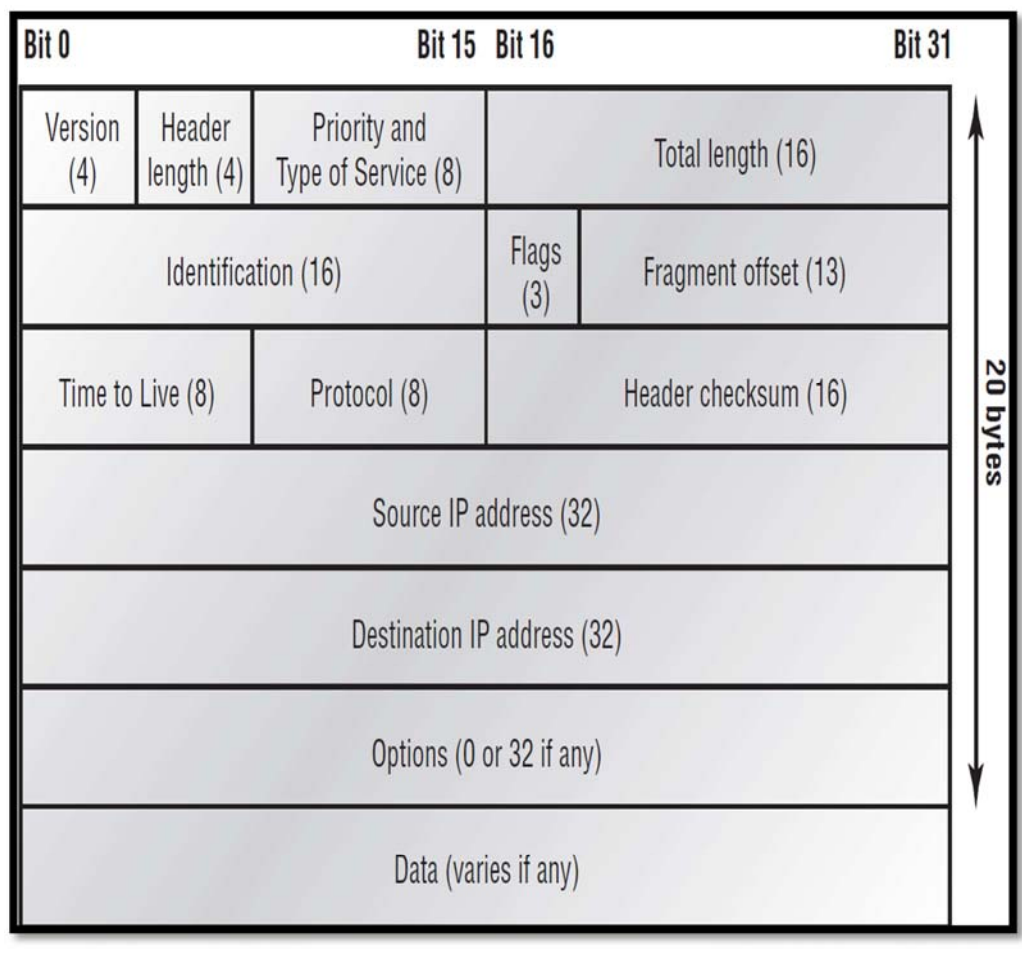 Bit 0 Bit 15 Bit 16 Bit 31
Version
(4)
Header
length (4)
Priority and
Type of Service (8)
Total length (16)
Identification (16)
Flags
(3)
Fragment offset (13)
Time to Live (8)
Protocol (8)
Header checksum (16)
Source IP address (32)
Destination IP address (32)
Options (0 or 32 if any)
Data (varies if any)
20 bytes